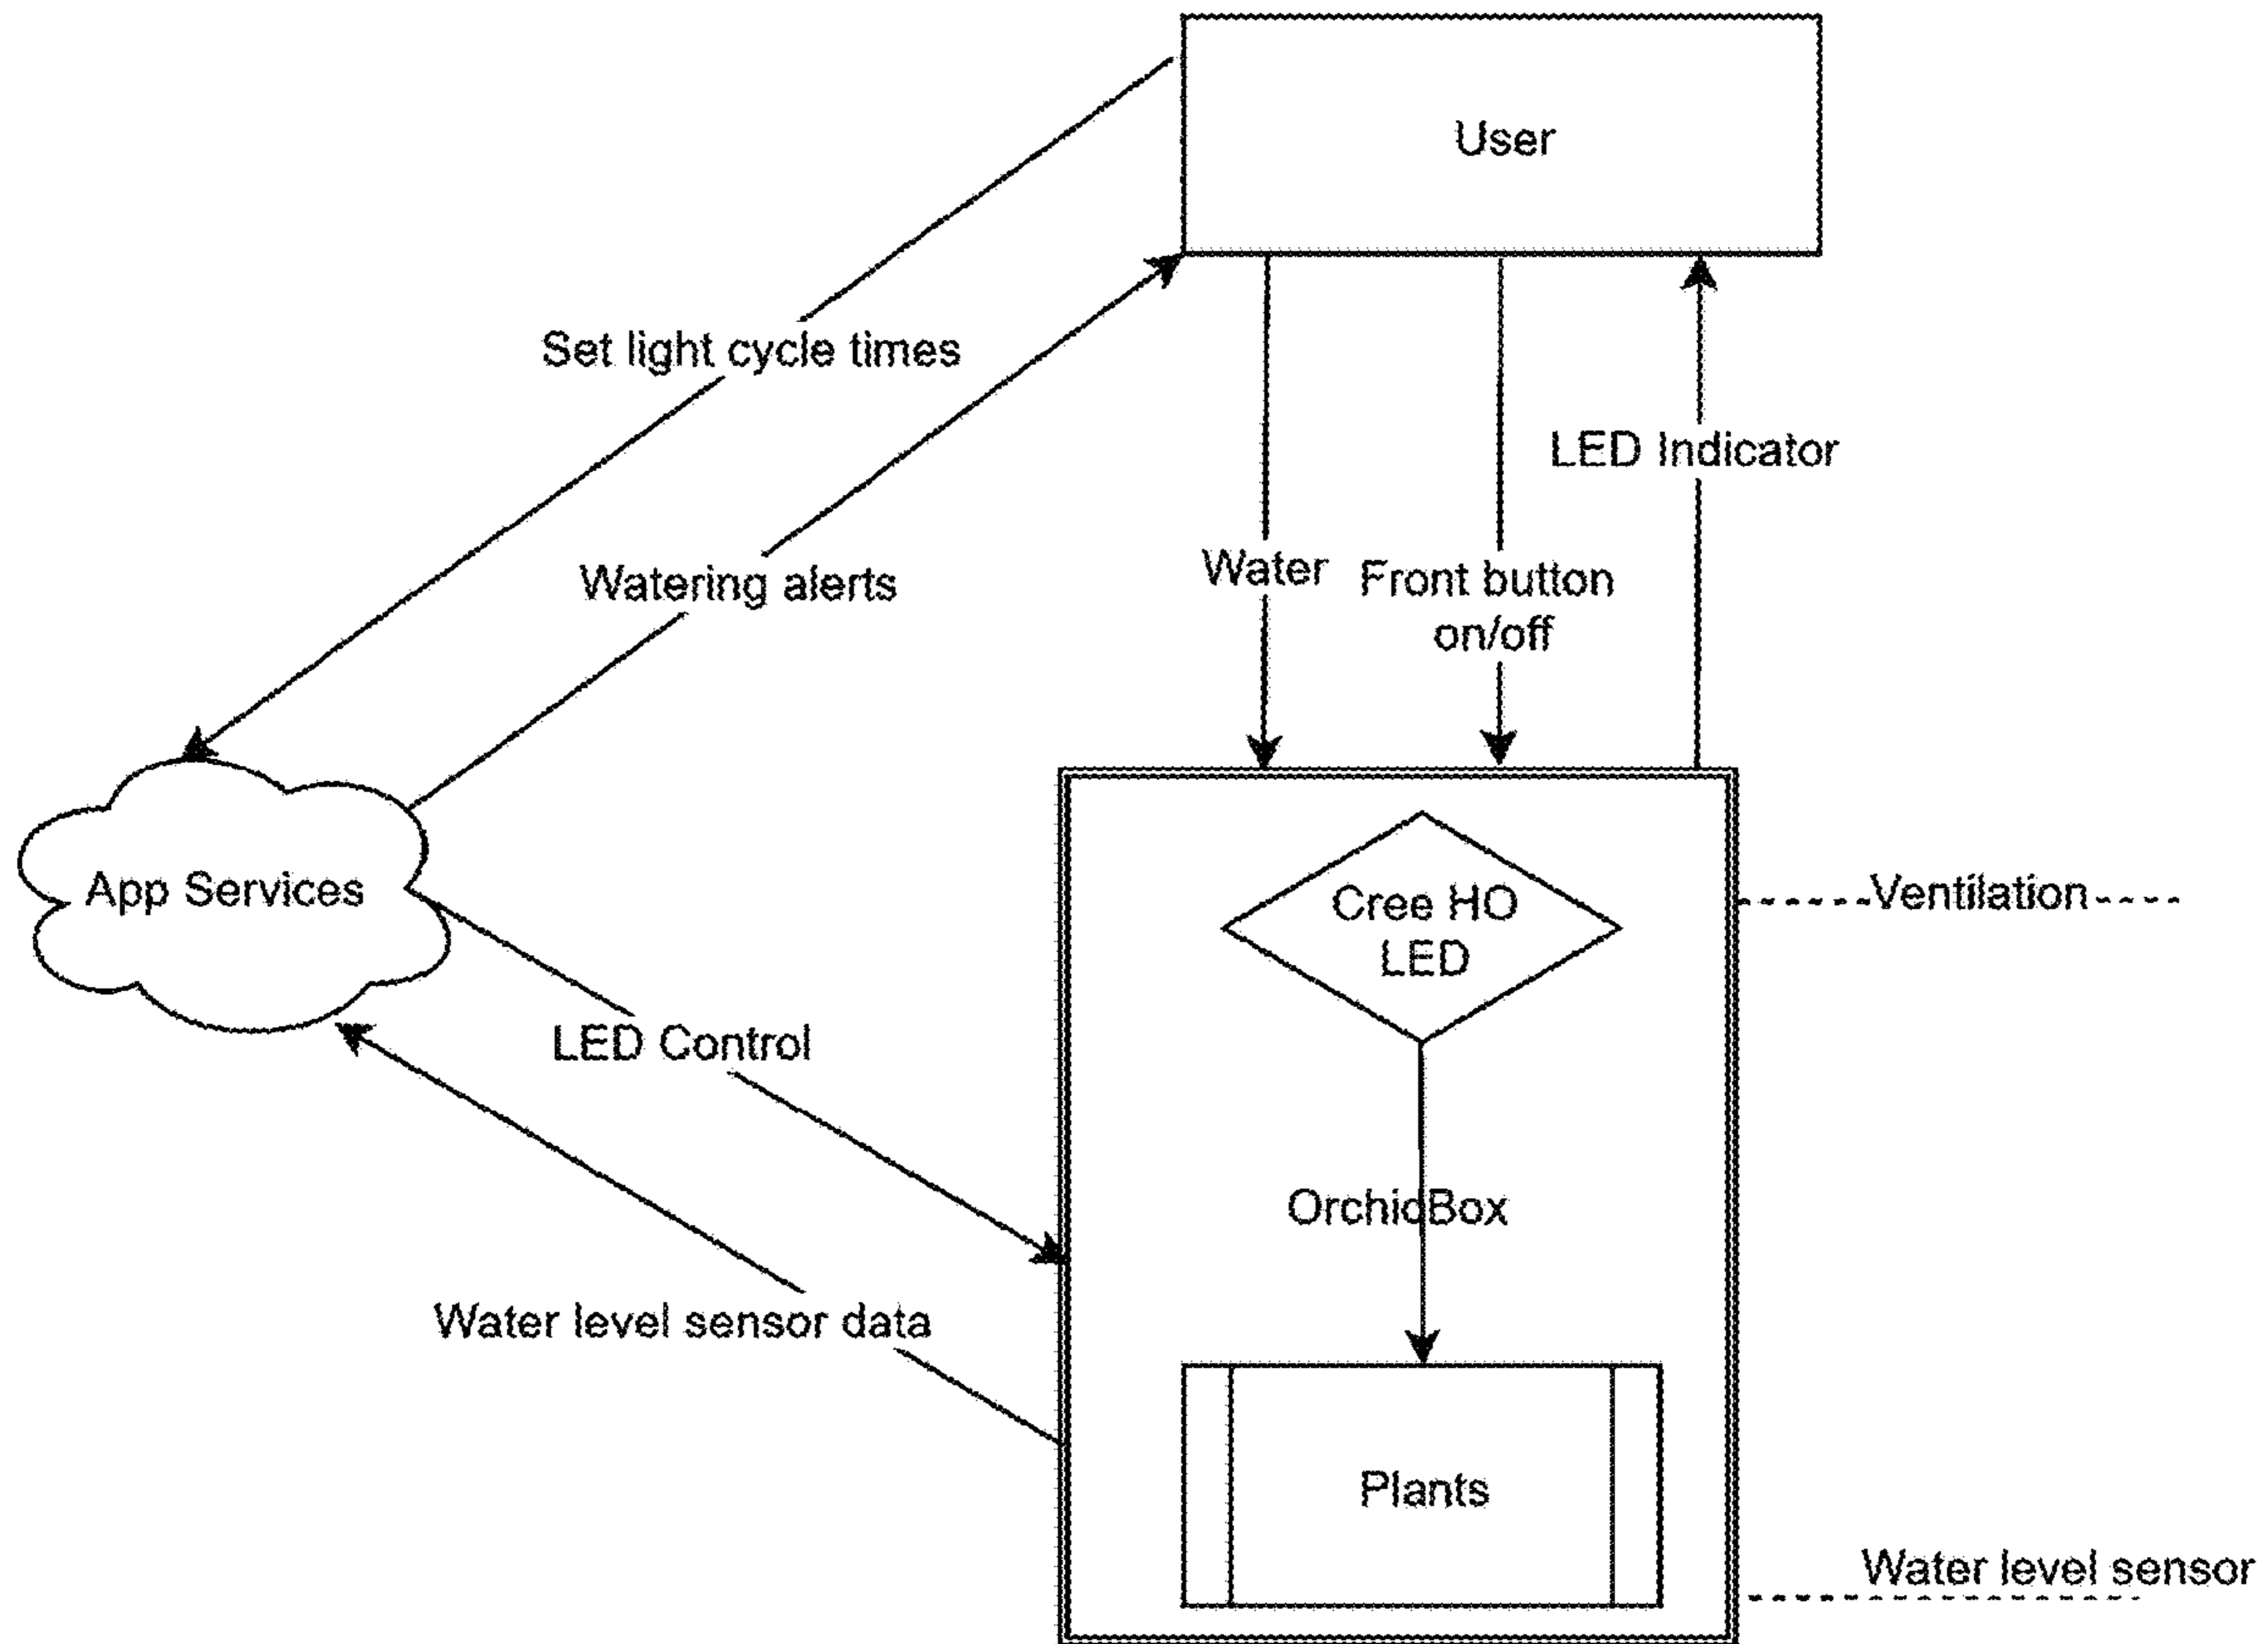 User
Set light cycle times
LED Indicator
Watering alerts
Water
Front button
on/off
App Services
Cree HO
LED
Ventilation
LED Control
OrchidBox
Water level sensor data
Plants
Water level sensor